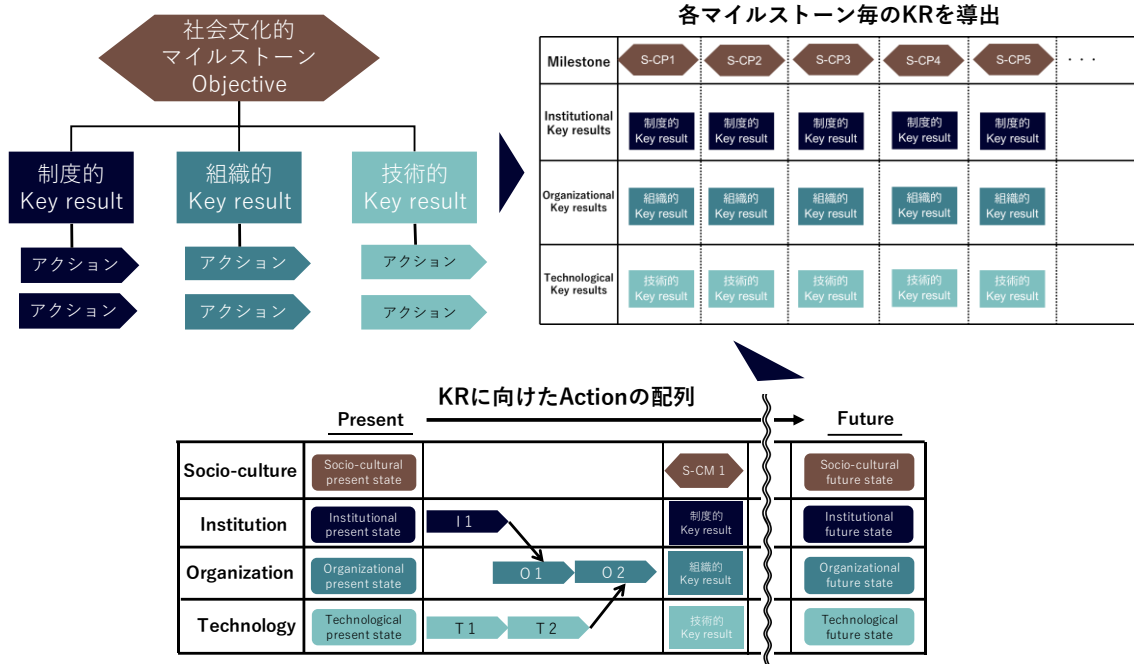 社会文化的
マイルストーン
Objective
制度的
Key result
組織的
Key result
技術的
Key result
アクション
アクション
アクション
アクション
アクション
アクション
各マイルストーン毎のKRを導出
Milestone
S-CP1
S-CP2
S-CP3
S-CP4
S-CP5
・・・
Institutional
Key results
制度的
Key result
制度的
Key result
制度的
Key result
制度的
Key result
制度的
Key result
Organizational
Key results
組織的
Key result
組織的
Key result
組織的
Key result
組織的
Key result
組織的
Key result
Technological
Key results
技術的
Key result
技術的
Key result
技術的
Key result
技術的
Key result
技術的
Key result
KRに向けたActionの配列
Present
Future
Socio-culture
Socio-cultural
present state
S-CM 1
Socio-cultural
future state
Institution
Institutional
present state
I 1
制度的
Key result
Institutional
future state
Organization
Organizational
present state
O 1
O 2
組織的
Key result
Organizational
future state
Technology
Technological
present state
T 1
T 2
技術的
Key result
Technological
future state